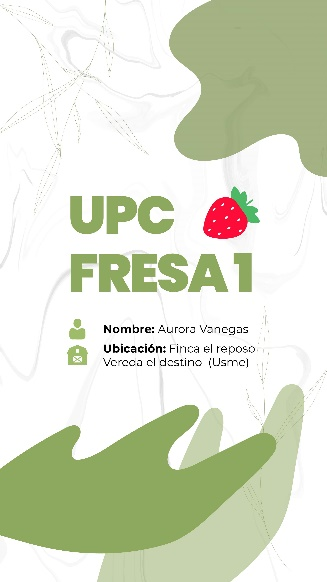 UPC
FRESA 1
Nombre: Aurora Vanegas
Ubicación: Finca el reposo
Vereda el destino (Usme)